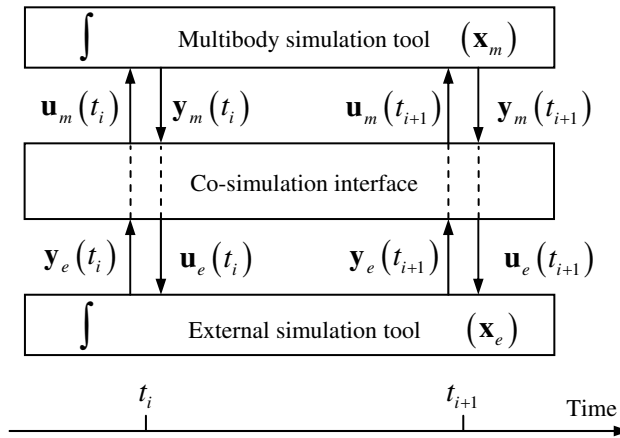 ∫ Multibody simulation tool (x_m)
u_m(t_i) y_m(t_i) u_m(t_{i+1}) y_m(t_{i+1})
Co-simulation interface
y_e(t_i) u_e(t_i) y_e(t_{i+1}) u_e(t_{i+1})
∫ External simulation tool (x_e)
t_i t_{i+1} Time